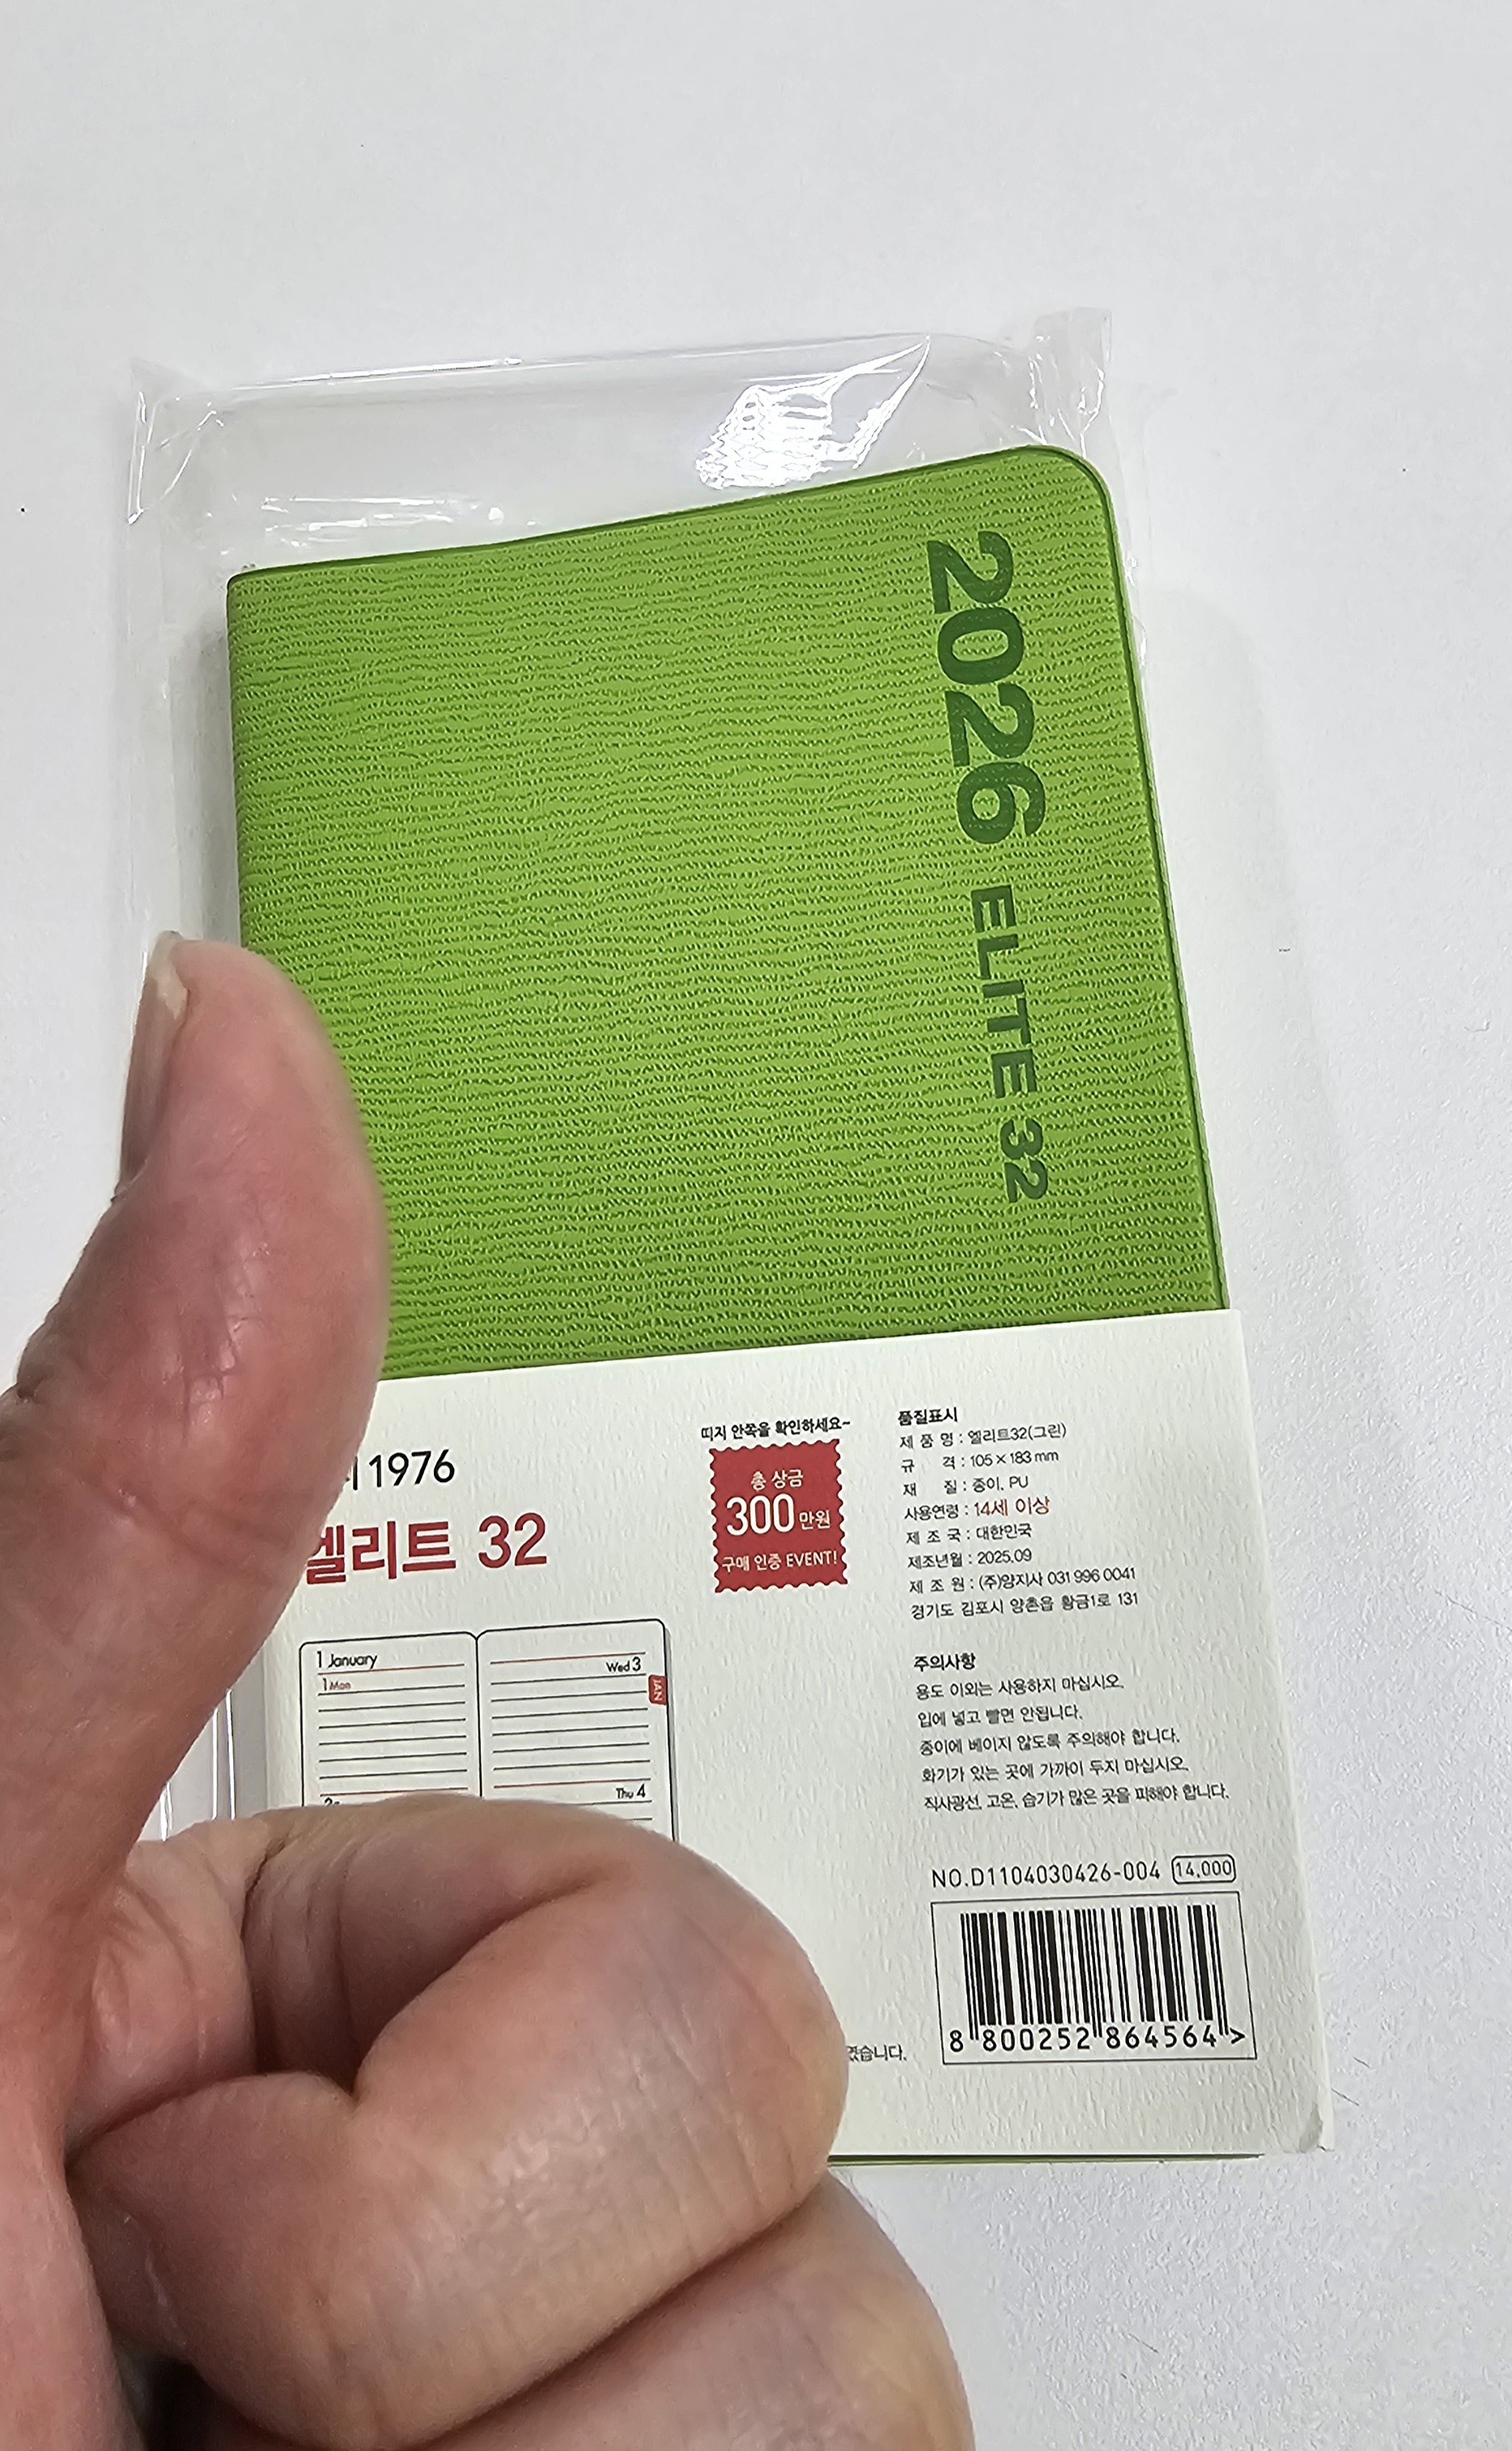 2026 ELITE 32
1976
엘리트 32
띠지 안쪽을 확인하세요~
총 상금
300만원
구매 인증 EVENT!
품질표시
제 품 명 : 엘리트32(그린)
규 격 : 105 × 183 mm
재 질 : 종이, PU
사용연령 : 14세 이상
제 조 국 : 대한민국
제조년월 : 2025.09
제 조 원 : (주)양지사 031 996 0041
경기도 김포시 양촌읍 황금1로 131
1 January
1 Mon
Wed 3
JAN
Thu 4
주의사항
용도 이외는 사용하지 마십시오.
입에 넣고 빨면 안됩니다.
종이에 베이지 않도록 주의해야 합니다.
화기가 있는 곳에 가까이 두지 마십시오.
직사광선, 고온, 습기가 많은 곳을 피해야 합니다.
NO.D1104030426-004 14,000
8 800252 864564 >